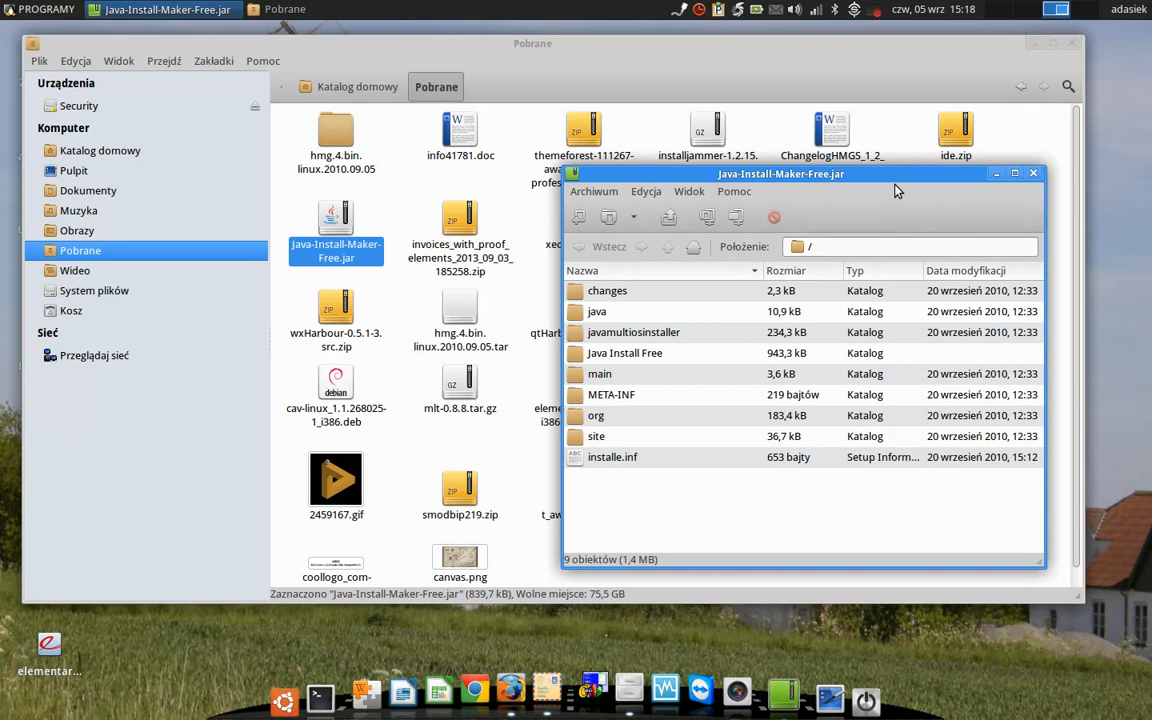 PROGRAMY
Java-Install-Maker-Free.jar
Pobrane
czw, 05 wrz 15:18
adasiek
Pobrane
Plik
Edycja
Widok
Przejdź
Zakładki
Pomoc
Urządzenia
Security
Komputer
Katalog domowy
Pulpit
Dokumenty
Muzyka
Obrazy
Pobrane
Wideo
System plików
Kosz
Sieć
Przeglądaj sieć
Katalog domowy
Pobrane
hmg.4.bin.
linux.2010.09.05
info41781.doc
ZIP
themeforest-111267-
GZ
installjammer-1.2.15.
ChangelogHMGS_1_2_
ZIP
ide.zip
Java-Install-Maker-
Free.jar
ZIP
invoices_with_proof_
elements_2013_09_03_
185258.zip
ZIP
wxHarbour-0.5.1-3.
src.zip
hmg.4.bin.
linux.2010.09.05.tar
debian
cav-linux_1.1.268025-
1_i386.deb
GZ
mlt-0.8.8.tar.gz
2459167.gif
ZIP
smodbip219.zip
coollogo_com-
canvas.png
Zaznaczono "Java-Install-Maker-Free.jar" (839,7 kB), Wolne miejsce: 75,5 GB
Java-Install-Maker-Free.jar
Archiwum
Edycja
Widok
Pomoc
Wstecz
Położenie:
/
Nazwa
Rozmiar
Typ
Data modyfikacji
changes
2,3 kB
Katalog
20 wrzesień 2010, 12:33
java
10,9 kB
Katalog
20 wrzesień 2010, 12:33
javamultiosinstaller
234,3 kB
Katalog
20 wrzesień 2010, 12:33
Java Install Free
943,3 kB
Katalog
main
3,6 kB
Katalog
20 wrzesień 2010, 12:33
META-INF
219 bajtów
Katalog
20 wrzesień 2010, 12:33
org
183,4 kB
Katalog
20 wrzesień 2010, 12:33
site
36,7 kB
Katalog
20 wrzesień 2010, 12:33
ABC
installe.inf
653 bajty
Setup Inform...
20 wrzesień 2010, 15:12
9 obiektów (1,4 MB)
elementar...